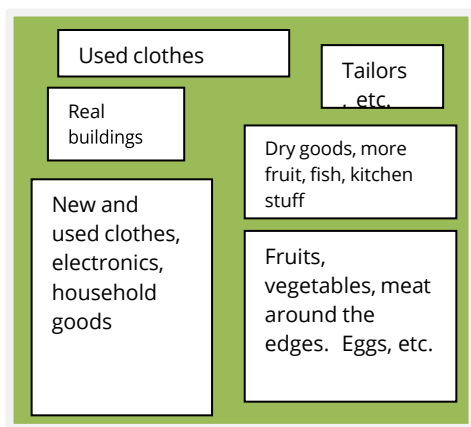 Used clothes
Tailors
, etc.
Real
buildings
Dry goods, more
fruit, fish, kitchen
stuff
New and
used clothes,
electronics,
household
goods
Fruits,
vegetables, meat
around the
edges.  Eggs, etc.